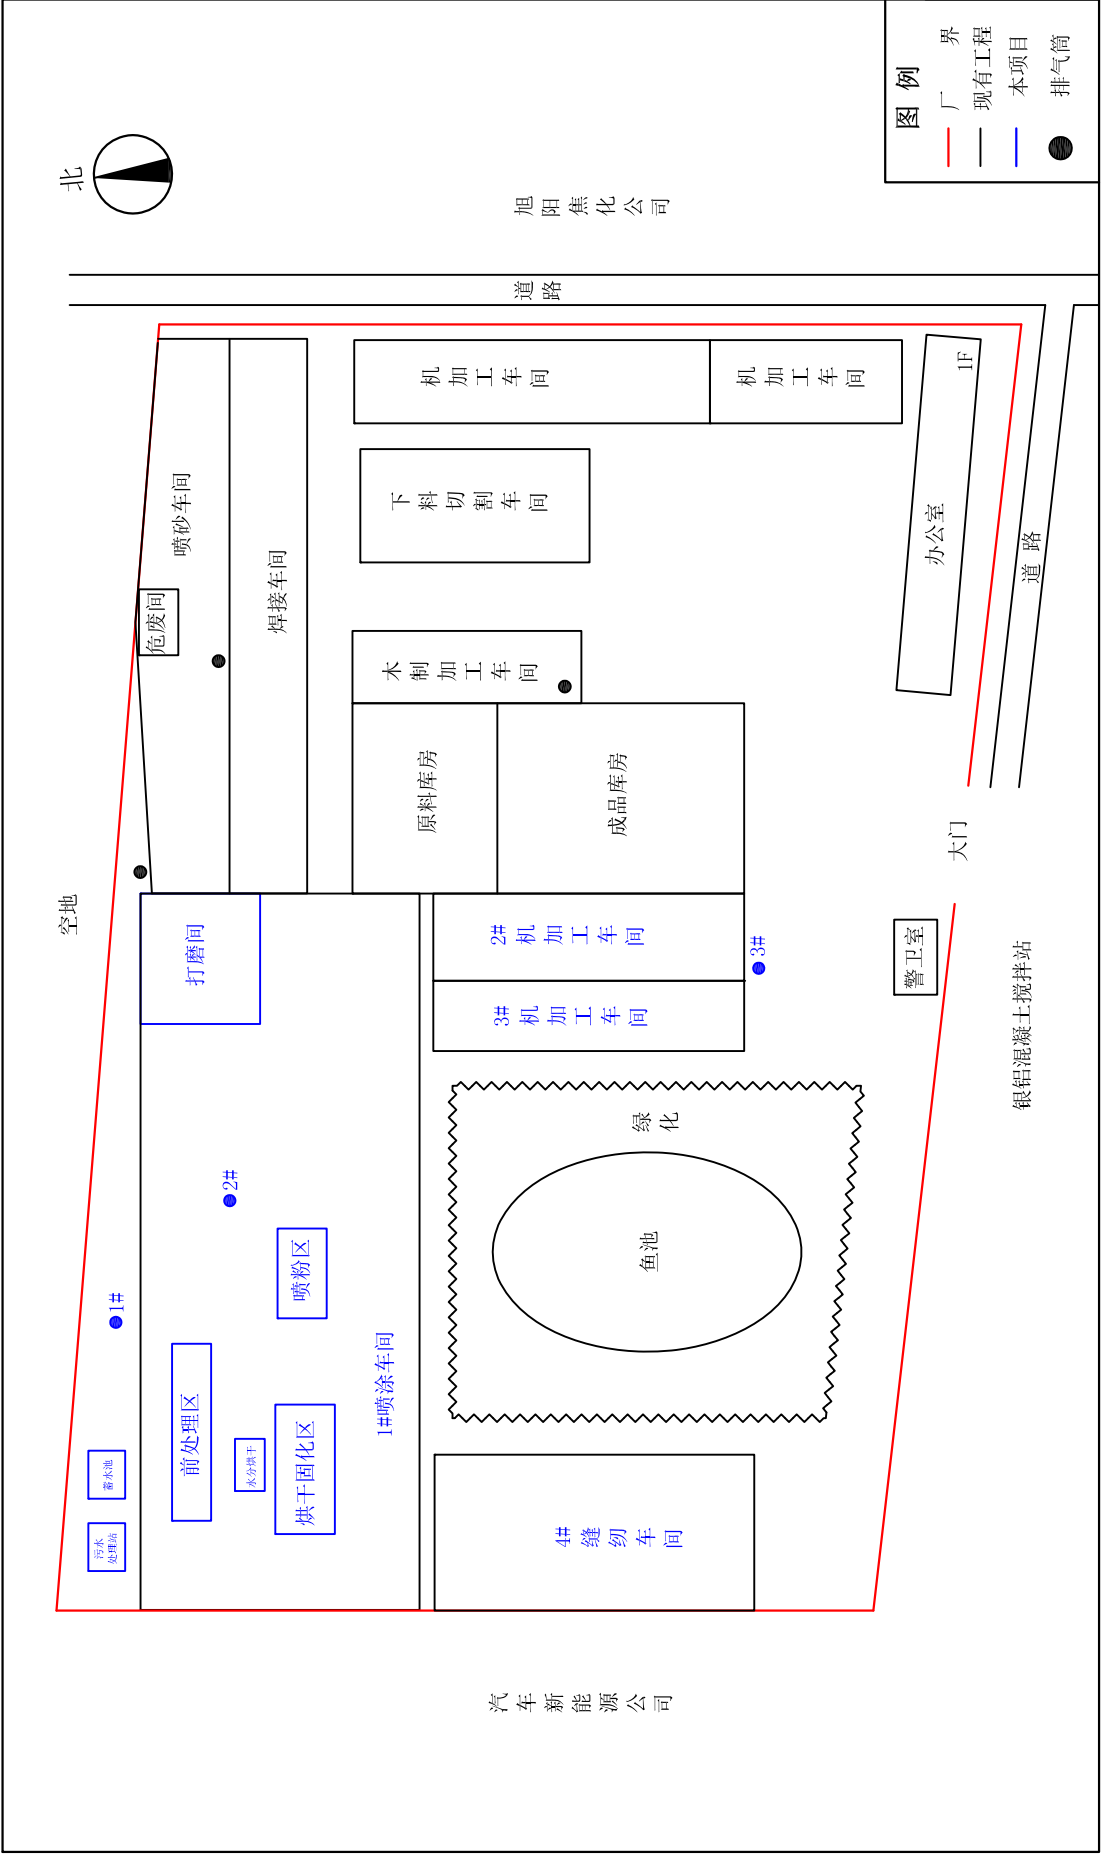 北
空地
图 例
厂 界
现有工程
本项目
排气筒
旭阳焦化公司
道路
喷砂车间
危废间
焊接车间
机加工车间
机加工车间
下料切割车间
木制加工车间
原料库房
成品库房
办公室
1F
道路
大门
警卫室
银铝混凝土搅拌站
打磨间
2#机加工车间
3#机加工车间
3#
2#
1#
绿化
鱼池
喷粉区
前处理区
水分烘干
烘干固化区
1#喷涂车间
蓄水池
污水
处理站
4#缝纫车间
汽车新能源公司